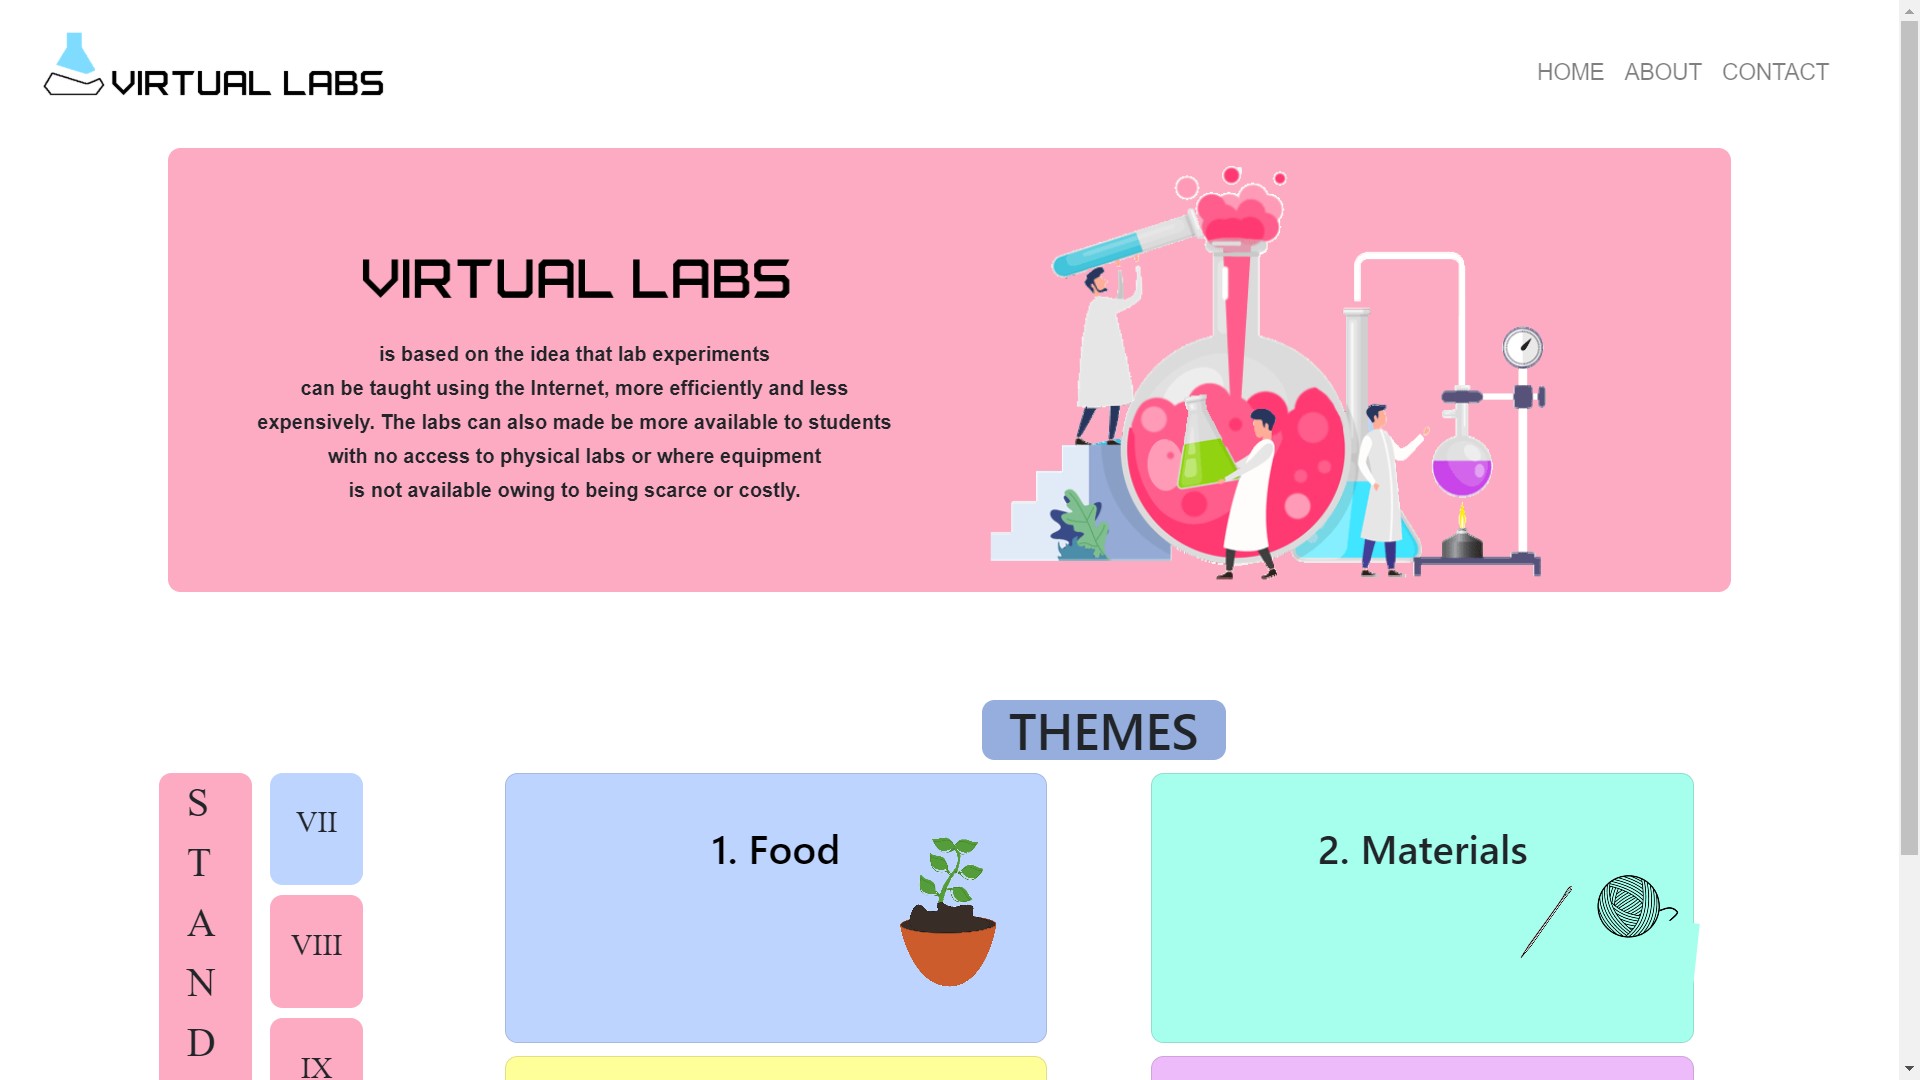 VIRTUAL LABS
HOME ABOUT CONTACT
VIRTUAL LABS
is based on the idea that lab experiments
can be taught using the Internet, more efficiently and less
expensively. The labs can also made be more available to students
with no access to physical labs or where equipment
is not available owing to being scarce or costly.
THEMES
S
T
A
N
D
VII
VIII
IX
1. Food
2. Materials